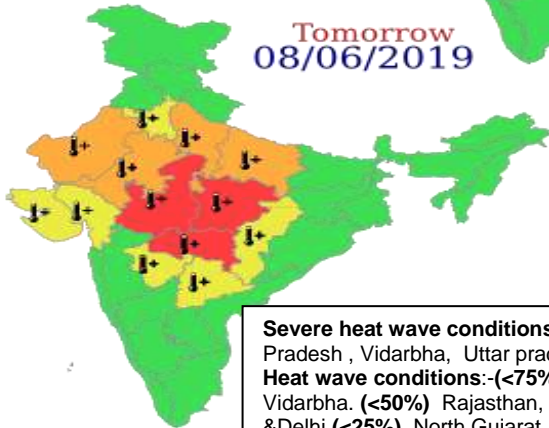 Tomorrow
08/06/2019
Severe heat wave conditions
Pradesh , Vidarbha, Uttar prad
Heat wave conditions:-(<75%
Vidarbha. (<50%) Rajasthan,
&Delhi (<25%) North Gujarat